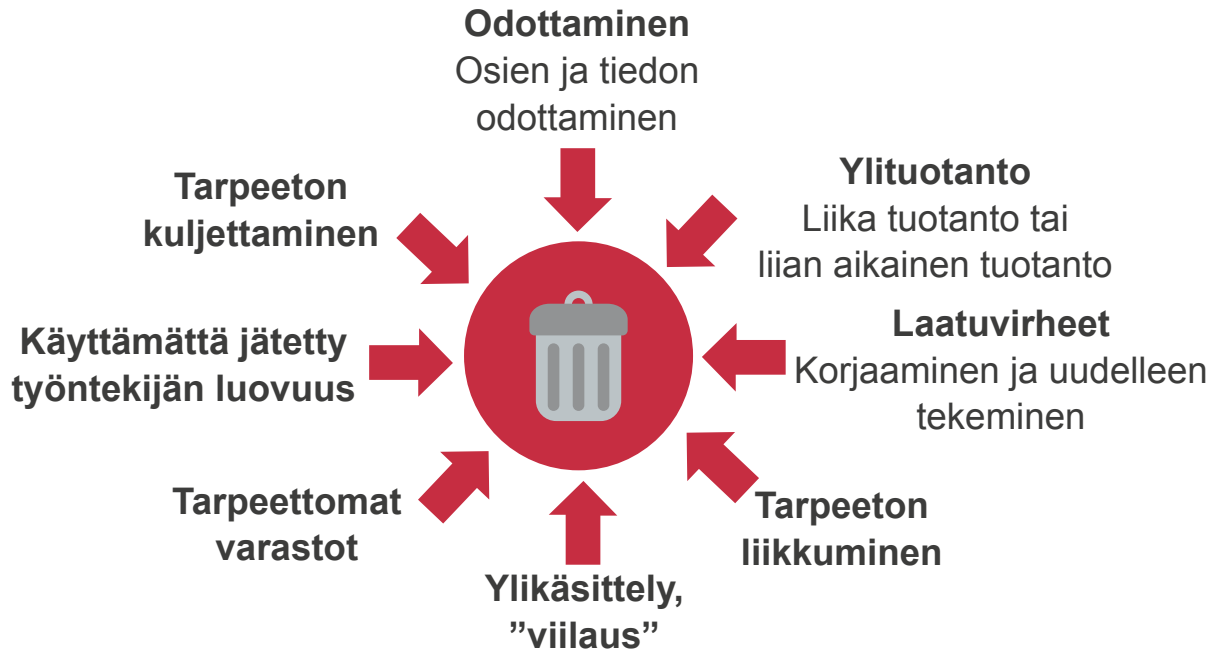 Odottaminen
Osien ja tiedon
odottaminen
Ylituotanto
Liika tuotanto tai
liian aikainen tuotanto
Laatuvirheet
Korjaaminen ja uudelleen
tekeminen
Tarpeeton
liikkuminen
Ylikäsittely,
”viilaus”
Tarpeettomat
varastot
Käyttämättä jätetty
työntekijän luovuus
Tarpeeton
kuljettaminen